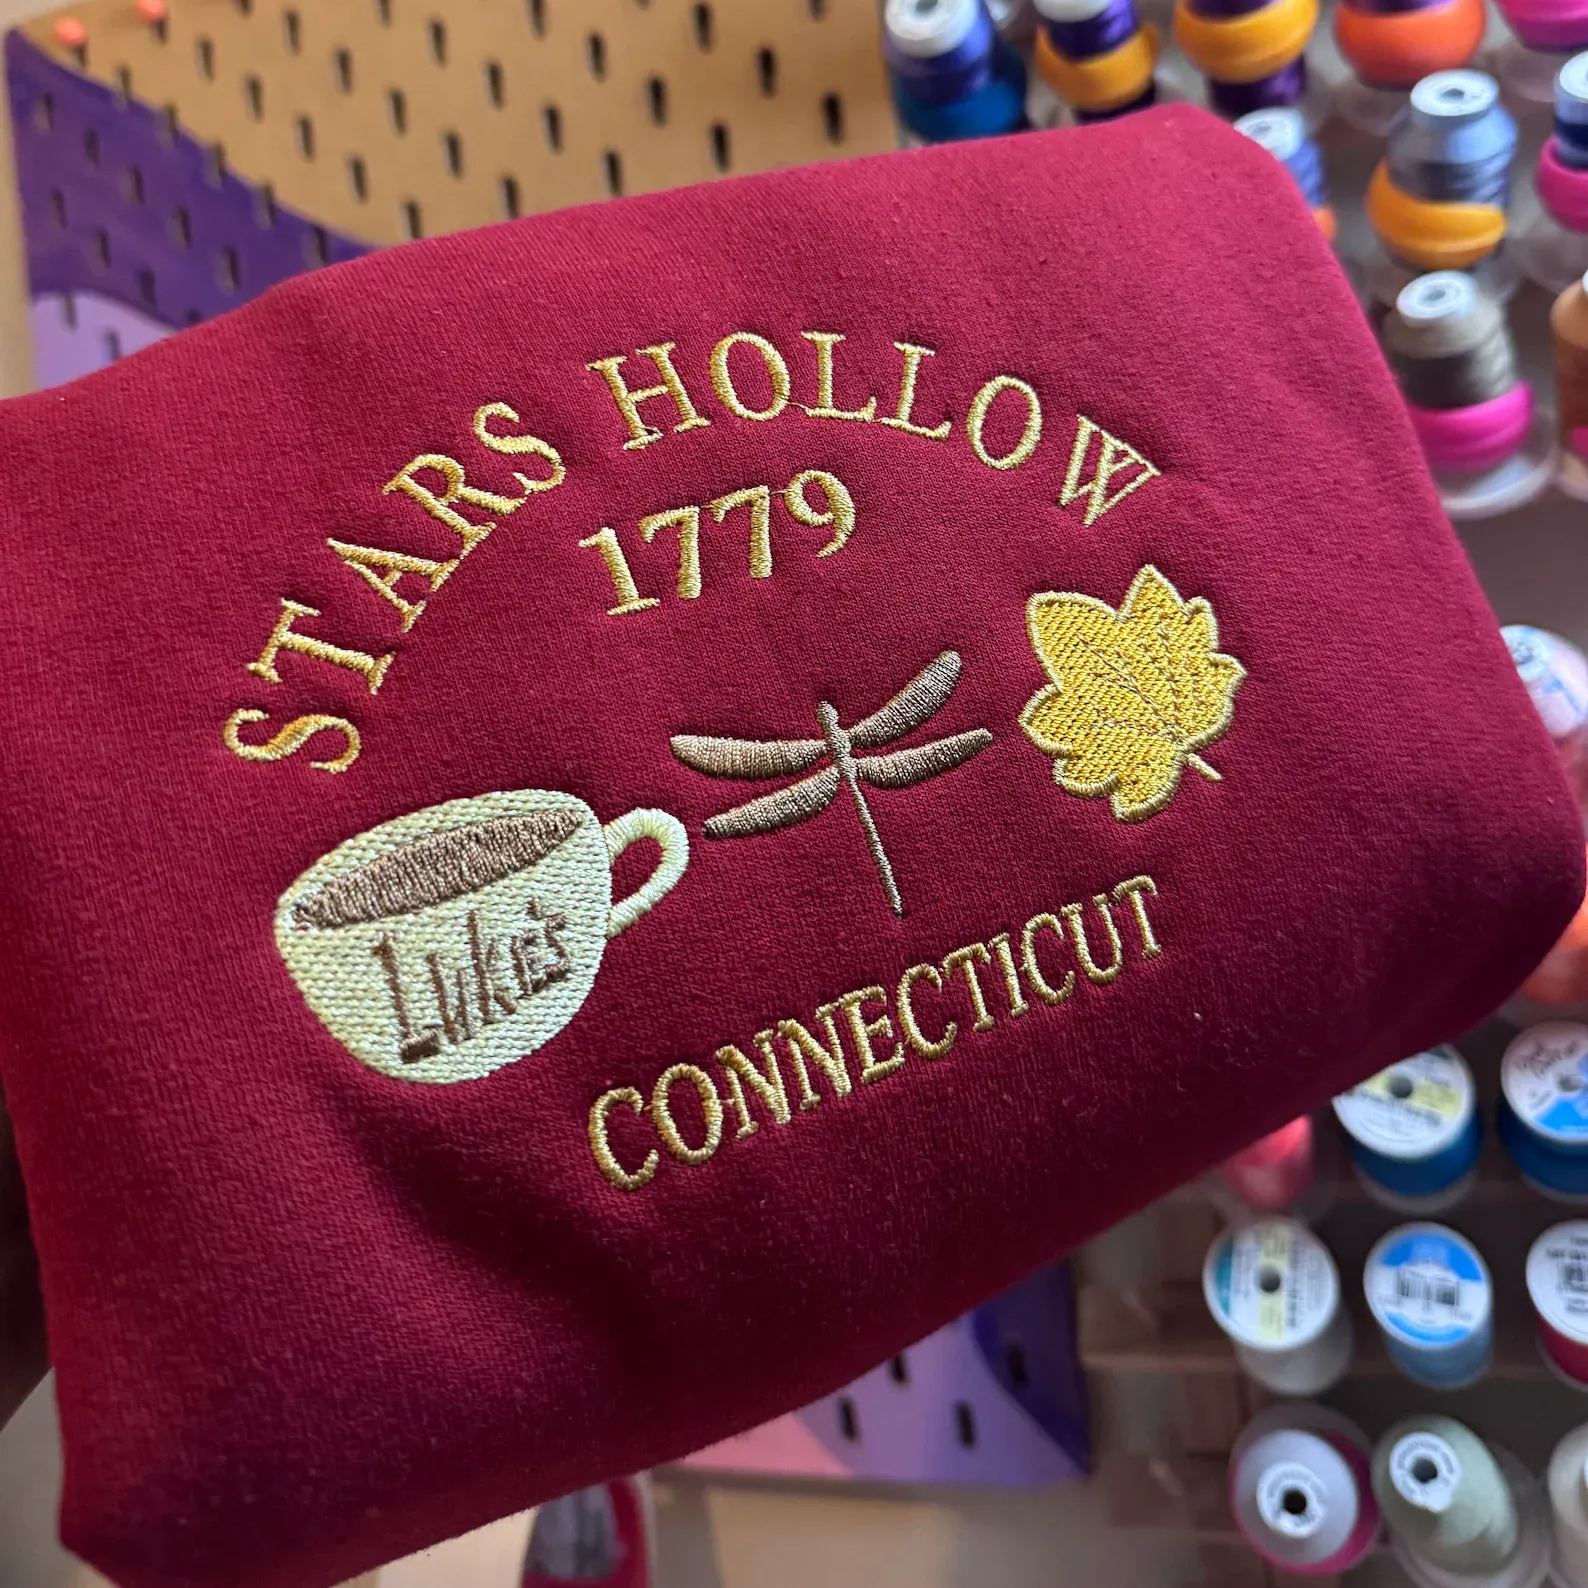 STARS HOLLOW
1779
Luke's
CONNECTICUT